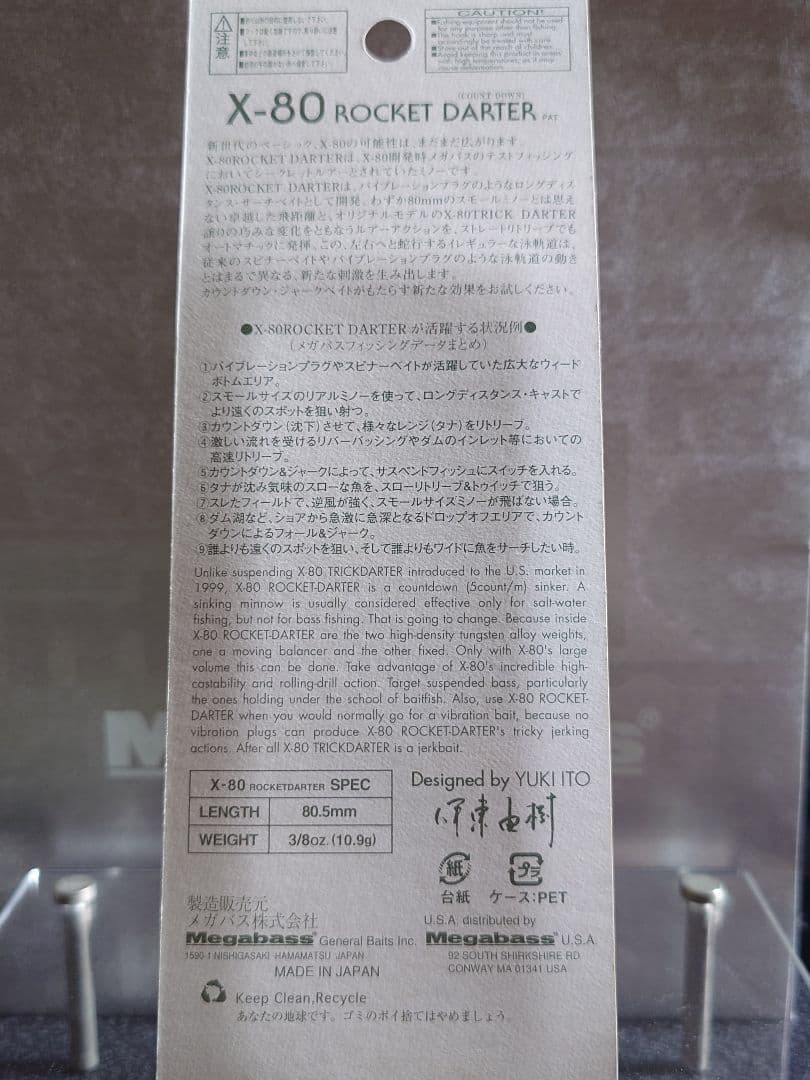 注意
CAUTION!
■Fishing equipment should not be used
for any purpose other than fishing.
■The hook is sharp and must
■Store out of the reach of children.
■Avoid keeping this product in areas
with high temperatures, as it may
cause deformation.
(COUNT DOWN)
X-80 ROCKET DARTER PAT
新世代のベーシック、X-80の可能性は、まだまだ広がります。
X-80ROCKET DARTERは、X-80開発時メガバスのテストフィッシング
においてシークレットルアーとされていたミノーです。
X-80ROCKET DARTERは、バイブレーションプラグのようなロングディス
タンス・サーチベイトとして開発。わずか80mmのスモールミノーとは思え
ない卓越した飛距離と、オリジナルモデルのX-80TRICK DARTER
譲りの巧みな変化をともなうルアーアクションを、ストレートリトリーブでも
オートマチックに発揮。この、左右へと蛇行するイレギュラーな泳軌道は、
従来のスピナーベイトやバイブレーションプラグのような泳軌道の動き
とはまるで異なる、新たな刺激を生み出します。
カウントダウン・ジャークベイトがもたらす新たな効果をお試しください。
●X-80ROCKET DARTER が活躍する状況例●
(メガバスフィッシングデータまとめ)
①バイブレーションプラグやスピナーベイトが活躍していた広大なウィード
ボトムエリア。
②スモールサイズのリアルミノーを使って、ロングディスタンス・キャストで
より遠くのスポットを狙い射つ。
③カウントダウン(沈下)させて、様々なレンジ(タナ)をリトリーブ。
④激しい流れを受けるリバーバッシングやダムのインレット等においての
高速リトリーブ。
⑤カウントダウン&ジャークによって、サスペンドフィッシュにスイッチを入れる。
⑥タナが沈み気味のスローな魚を、スローリトリーブ&トゥイッチで狙う。
⑦スレたフィールドで、逆風が強く、スモールサイズミノーが飛ばない場合。
⑧ダム湖など、ショアから急激に急深となるドロップオフエリアで、カウント
ダウンによるフォール&ジャーク。
⑨誰よりも遠くのスポットを狙い、そして誰よりもワイドに魚をサーチしたい時。
Unlike suspending X-80 TRICKDARTER introduced to the U.S. market in
1999, X-80 ROCKET-DARTER is a countdown (5count/m) sinker. A
sinking minnow is usually considered effective only for salt-water
fishing, but not for bass fishing. That is going to change. Because inside
X-80 ROCKET-DARTER are the two high-density tungsten alloy weights,
one a moving balancer and the other fixed. Only with X-80's large
volume this can be done. Take advantage of X-80's incredible high-
castability and rolling-drill action. Target suspended bass, particularly
the ones holding under the school of baitfish. Also, use X-80 ROCKET-
DARTER when you would normally go for a vibration bait, because no
vibration plugs can produce X-80 ROCKET-DARTER's tricky jerking
actions. After all X-80 TRICKDARTER is a jerkbait.
X-80 ROCKETDARTER SPEC
LENGTH 80.5mm
WEIGHT 3/8oz. (10.9g)
Designed by YUKI ITO
伊東由樹
紙
プラ
台紙 ケース:PET
製造販売元
メガバス株式会社
Megabass® General Baits Inc.
1590-1 NISHIGASAKI HAMAMATSU JAPAN
MADE IN JAPAN
U.S.A. distributed by
Megabass® U.S.A.
92 SOUTH SHIRKSHIRE RD
CONWAY MA 01341 USA
Keep Clean,Recycle
あなたの地球です。ゴミのポイ捨てはやめましょう。